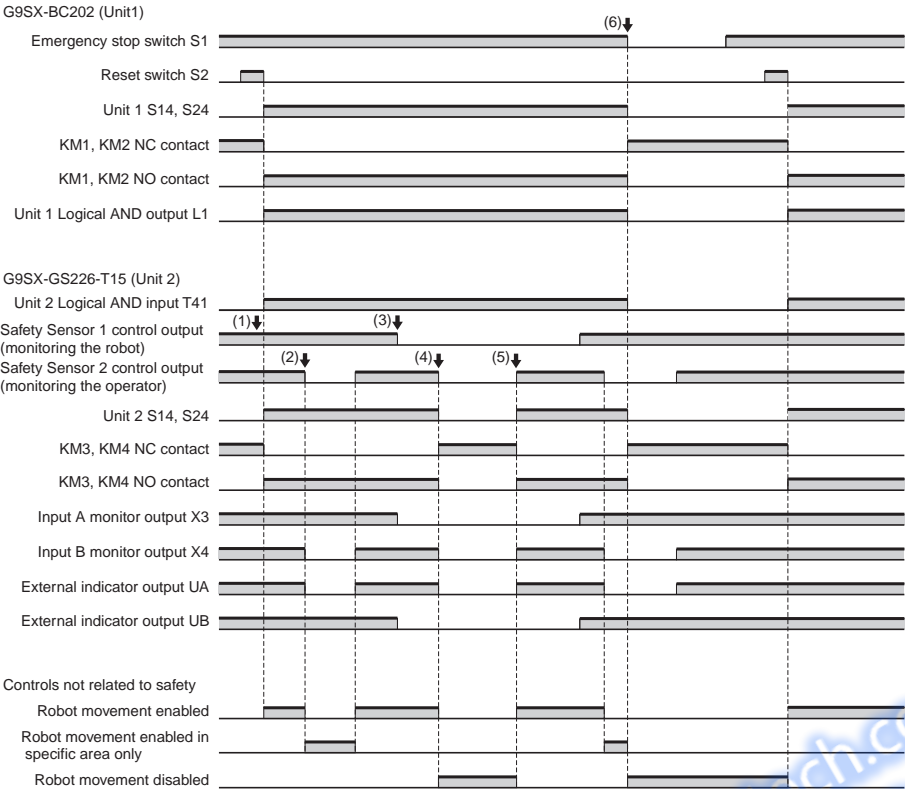 G9SX-BC202 (Unit1)
(6)
Emergency stop switch S1
Reset switch S2
Unit 1 S14, S24
KM1, KM2 NC contact
KM1, KM2 NO contact
Unit 1 Logical AND output L1
G9SX-GS226-T15 (Unit 2)
Unit 2 Logical AND input T41
(1)
(3)
Safety Sensor 1 control output
(monitoring the robot)
(2)
(4)
(5)
Safety Sensor 2 control output
(monitoring the operator)
Unit 2 S14, S24
KM3, KM4 NC contact
KM3, KM4 NO contact
Input A monitor output X3
Input B monitor output X4
External indicator output UA
External indicator output UB
Controls not related to safety
Robot movement enabled
Robot movement enabled in
specific area only
Robot movement disabled